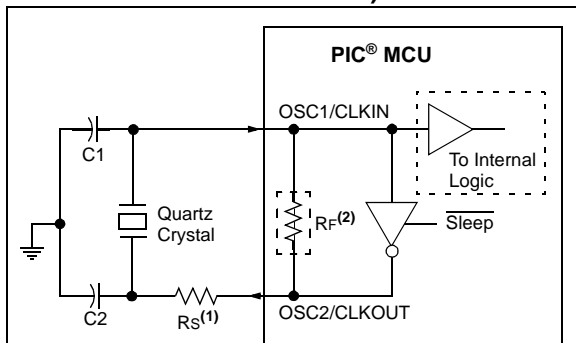 PIC® MCU
OSC1/CLKIN
C1
To Internal
Logic
Quartz
Crystal
RF(2)
Sleep
C2
RS(1)
OSC2/CLKOUT